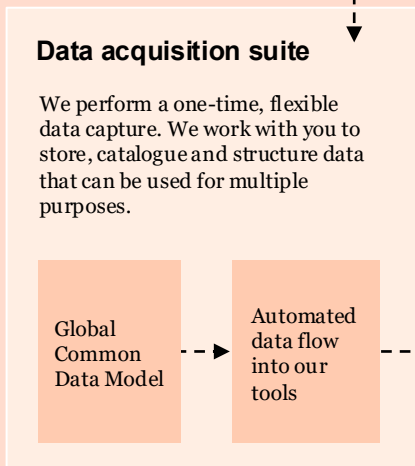 Data acquisition suite
We perform a one-time, flexible
data capture. We work with you to
store, catalogue and structure data
that can be used for multiple
purposes.
Global
Common
Data Model
Automated
data flow
into our
tools